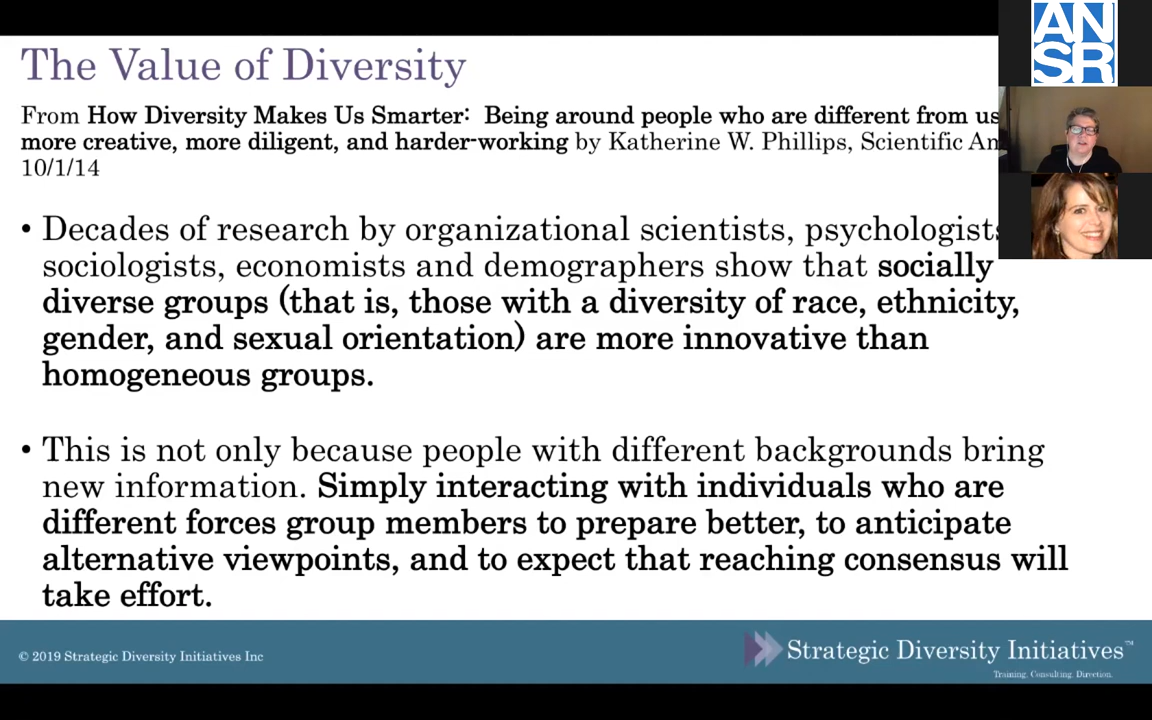 The Value of Diversity
From How Diversity Makes Us Smarter: Being around people who are different from us
more creative, more diligent, and harder-working by Katherine W. Phillips, Scientific
10/1/14
• Decades of research by organizational scientists, psychologists
sociologists, economists and demographers show that socially
diverse groups (that is, those with a diversity of race, ethnicity,
gender, and sexual orientation) are more innovative than
homogeneous groups.
• This is not only because people with different backgrounds bring
new information. Simply interacting with individuals who are
different forces group members to prepare better, to anticipate
alternative viewpoints, and to expect that reaching consensus will
take effort.
© 2019 Strategic Diversity Initiatives Inc
Strategic Diversity Initiatives™
Training. Consulting. Direction.
AN
SR